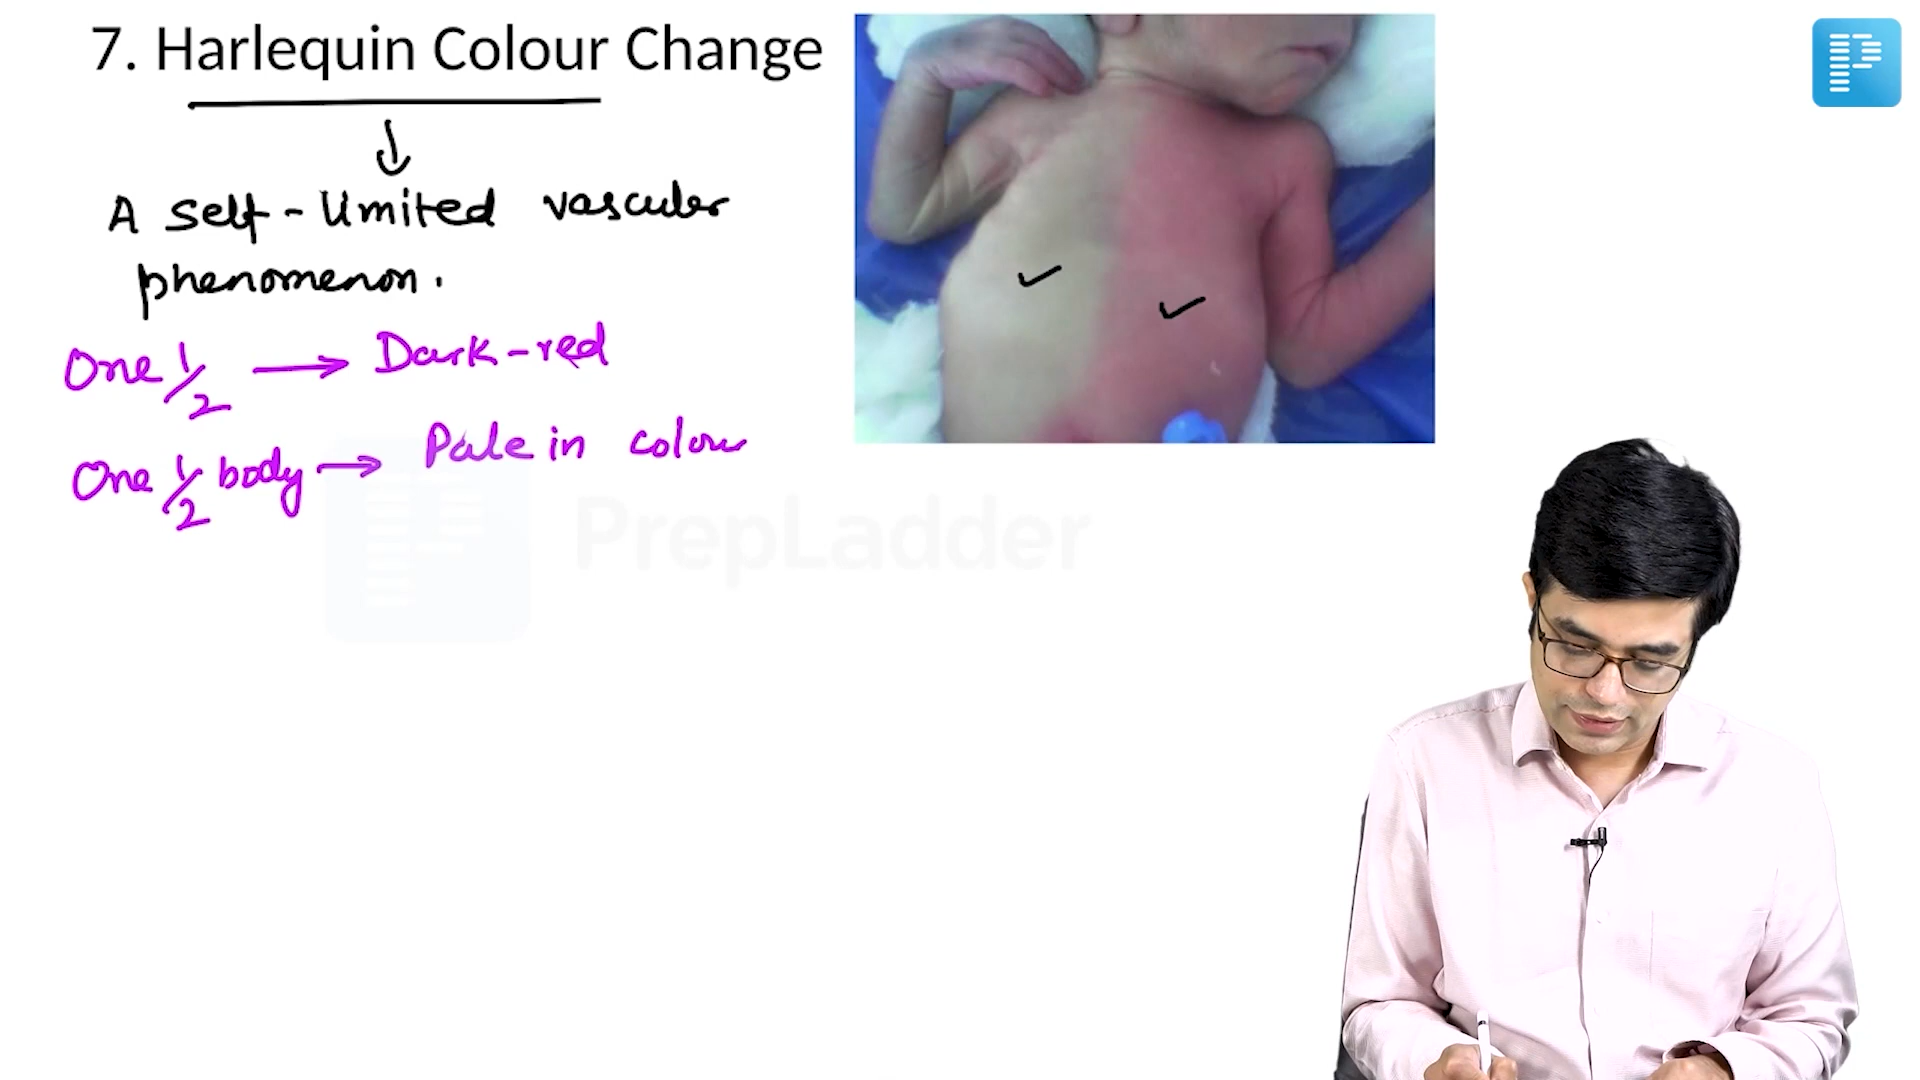 7. Harlequin Colour Change
A self-limited vascular
phenomenon.
One 1/2 → Dark-red
One 1/2 body → Pale in colour
PrepLadder